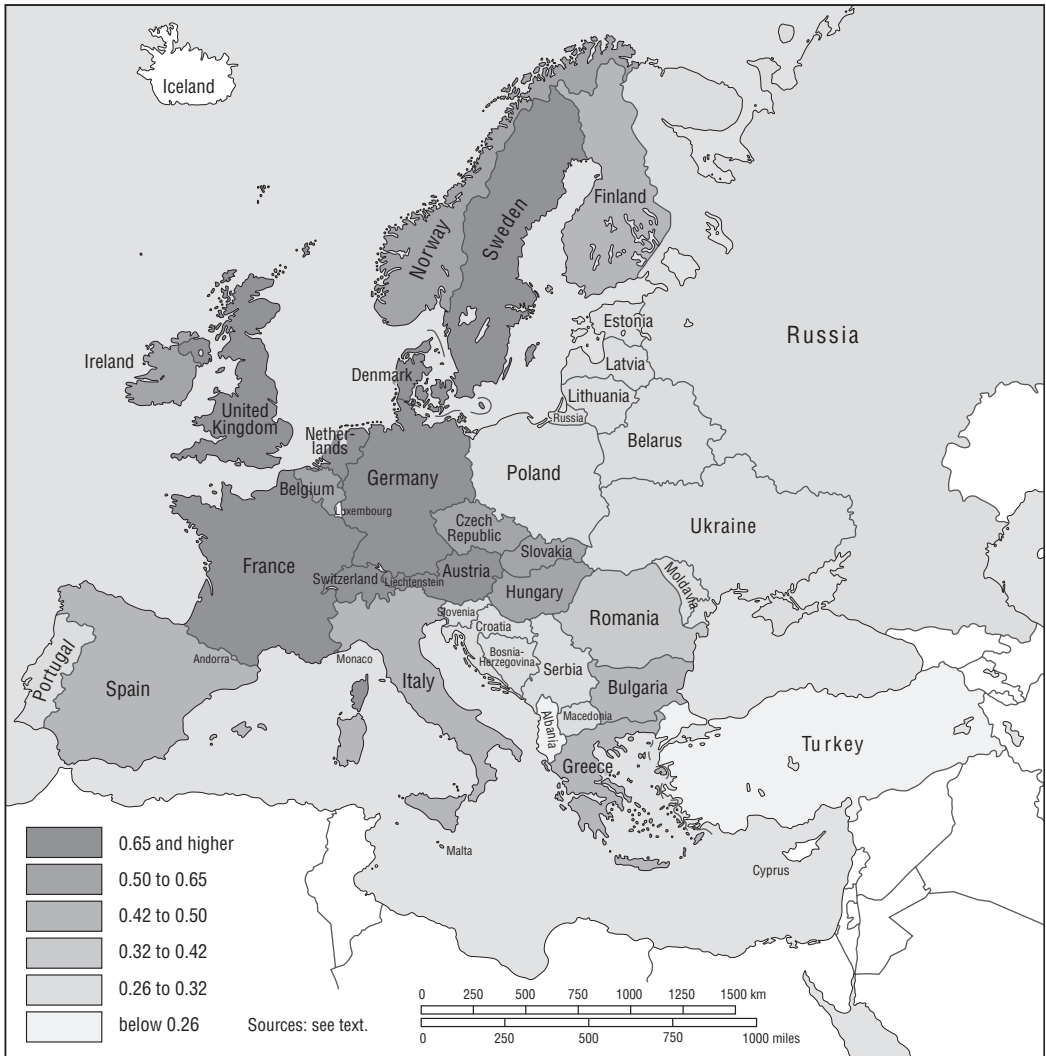 Iceland
Finland
Norway
Sweden
Estonia
Russia
Latvia
Ireland
Denmark
Lithuania
Russia
United
Kingdom
Nether-
lands
Belarus
Poland
Germany
Belgium
Luxembourg
Ukraine
Czech
Republic
Slovakia
France
Switzerland
Liechtenstein
Austria
Hungary
Moldavia
Slovenia
Romania
Croatia
Bosnia-
Herzegovina
Serbia
Portugal
Spain
Andorra
Monaco
Italy
Bulgaria
Albania
Macedonia
Turkey
Greece
Malta
Cyprus
0.65 and higher
0.50 to 0.65
0.42 to 0.50
0.32 to 0.42
0.26 to 0.32
below 0.26
Sources: see text.
0 250 500 750 1000 1250 1500 km
0 250 500 750 1000 miles